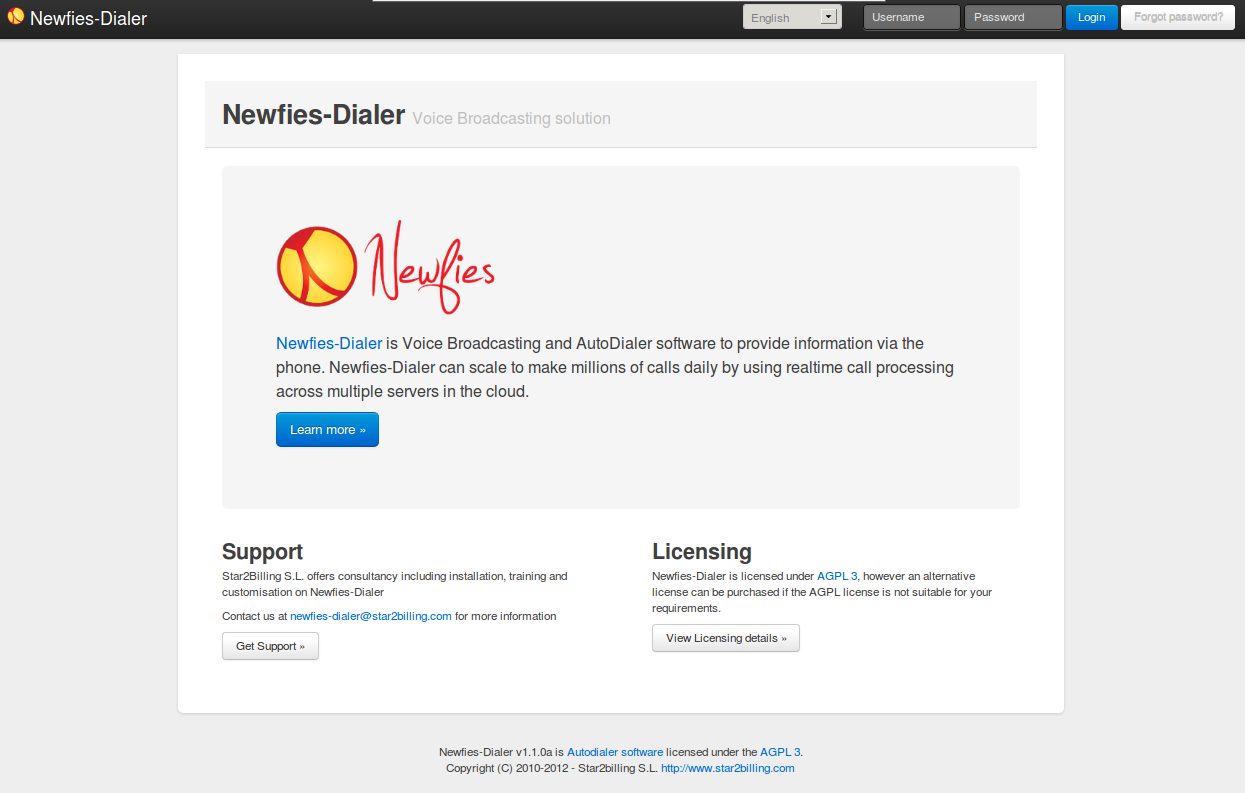 Newfies-Dialer English Username Password Login Forgot password?
Newfies-Dialer Voice Broadcasting solution
Newfies
Newfies-Dialer is Voice Broadcasting and AutoDialer software to provide information via the
phone. Newfies-Dialer can scale to make millions of calls daily by using realtime call processing
across multiple servers in the cloud.
Learn more »
Support
Star2Billing S.L. offers consultancy including installation, training and
customisation on Newfies-Dialer
Contact us at newfies-dialer@star2billing.com for more information
Get Support »
Licensing
Newfies-Dialer is licensed under AGPL 3, however an alternative
license can be purchased if the AGPL license is not suitable for your
requirements.
View Licensing details »
Newfies-Dialer v1.1.0a is Autodialer software licensed under the AGPL 3.
Copyright (C) 2010-2012 - Star2billing S.L. http://www.star2billing.com